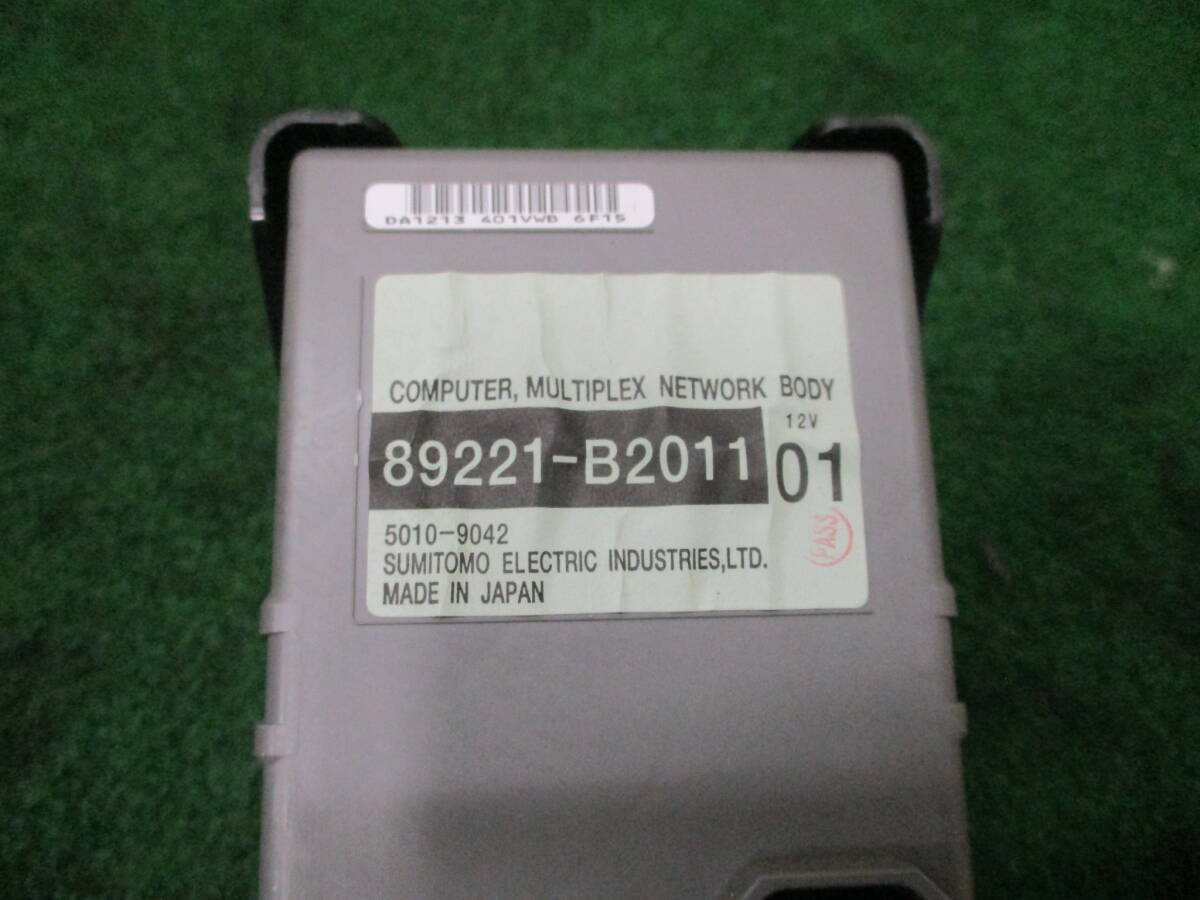 DA1213 401VWB 6F15
COMPUTER, MULTIPLEX NETWORK BODY
12V
89221-B2011 01
5010-9042
PASS
SUMITOMO ELECTRIC INDUSTRIES,LTD.
MADE IN JAPAN